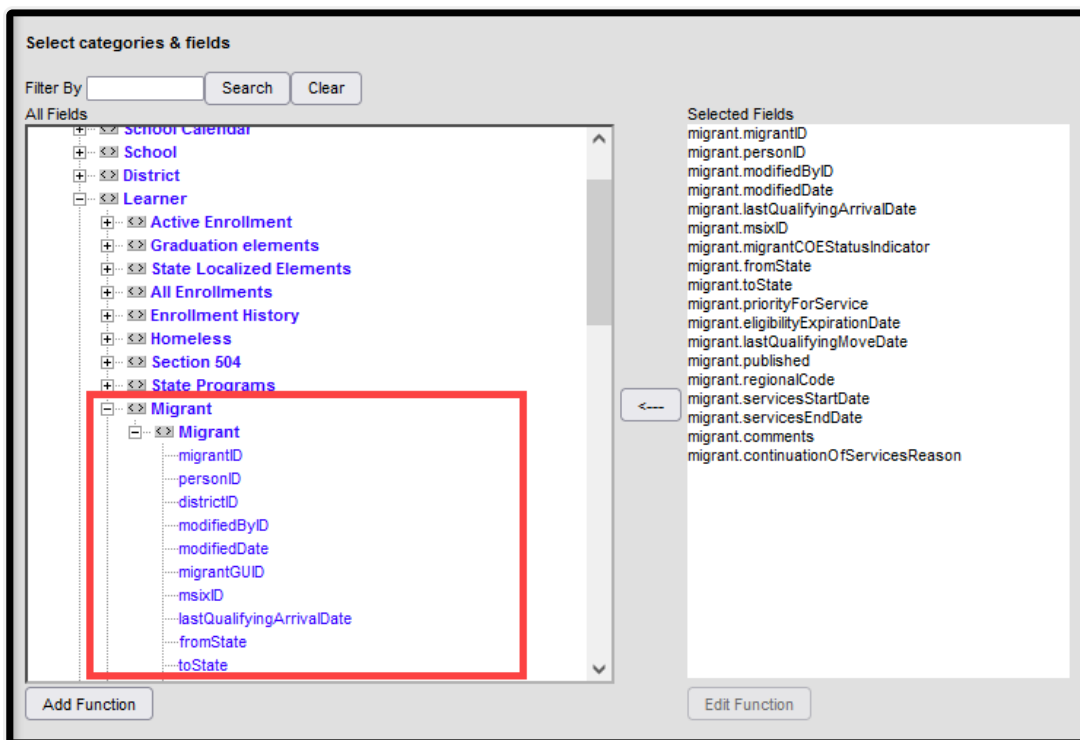 Select categories & fields
Filter By
Search
Clear
All Fields
School Calendar
School
District
Learner
Active Enrollment
Graduation elements
State Localized Elements
All Enrollments
Enrollment History
Homeless
Section 504
State Programs
Migrant
Migrant
migrantID
personID
districtID
modifiedByID
modifiedDate
migrantGUID
msixID
lastQualifyingArrivalDate
fromState
toState
Add Function
<---
Selected Fields
migrant.migrantID
migrant.personID
migrant.modifiedByID
migrant.modifiedDate
migrant.lastQualifyingArrivalDate
migrant.msixID
migrant.migrantCOEStatusIndicator
migrant.fromState
migrant.toState
migrant.priorityForService
migrant.eligibilityExpirationDate
migrant.lastQualifyingMoveDate
migrant.published
migrant.regionalCode
migrant.servicesStartDate
migrant.servicesEndDate
migrant.comments
migrant.continuationOfServicesReason
Edit Function